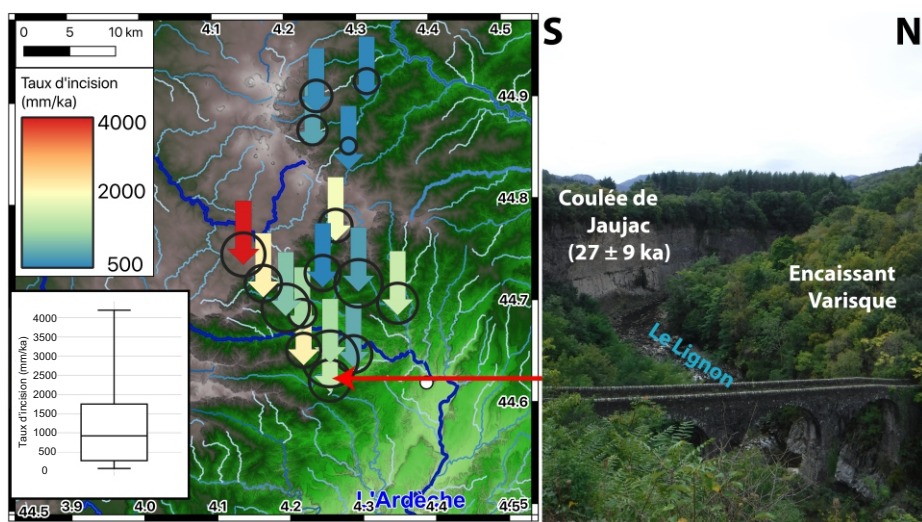 4.1
4.2
4.3
4.4
4.5
0 5 10 km
Taux d'incision
(mm/ka)
4000
2000
500
44.9
44.8
44.7
44.6
Taux d'incision (mm/ka)
4000
3500
3000
2500
2000
1500
1000
500
0
L'Ardèche
44.5
3.9
4.0
4.1
4.2
4.3
4.4
4.5
S
N
Coulée de
Jaujac
(27 ± 9 ka)
Encaissant
Varisque
Le Lignon